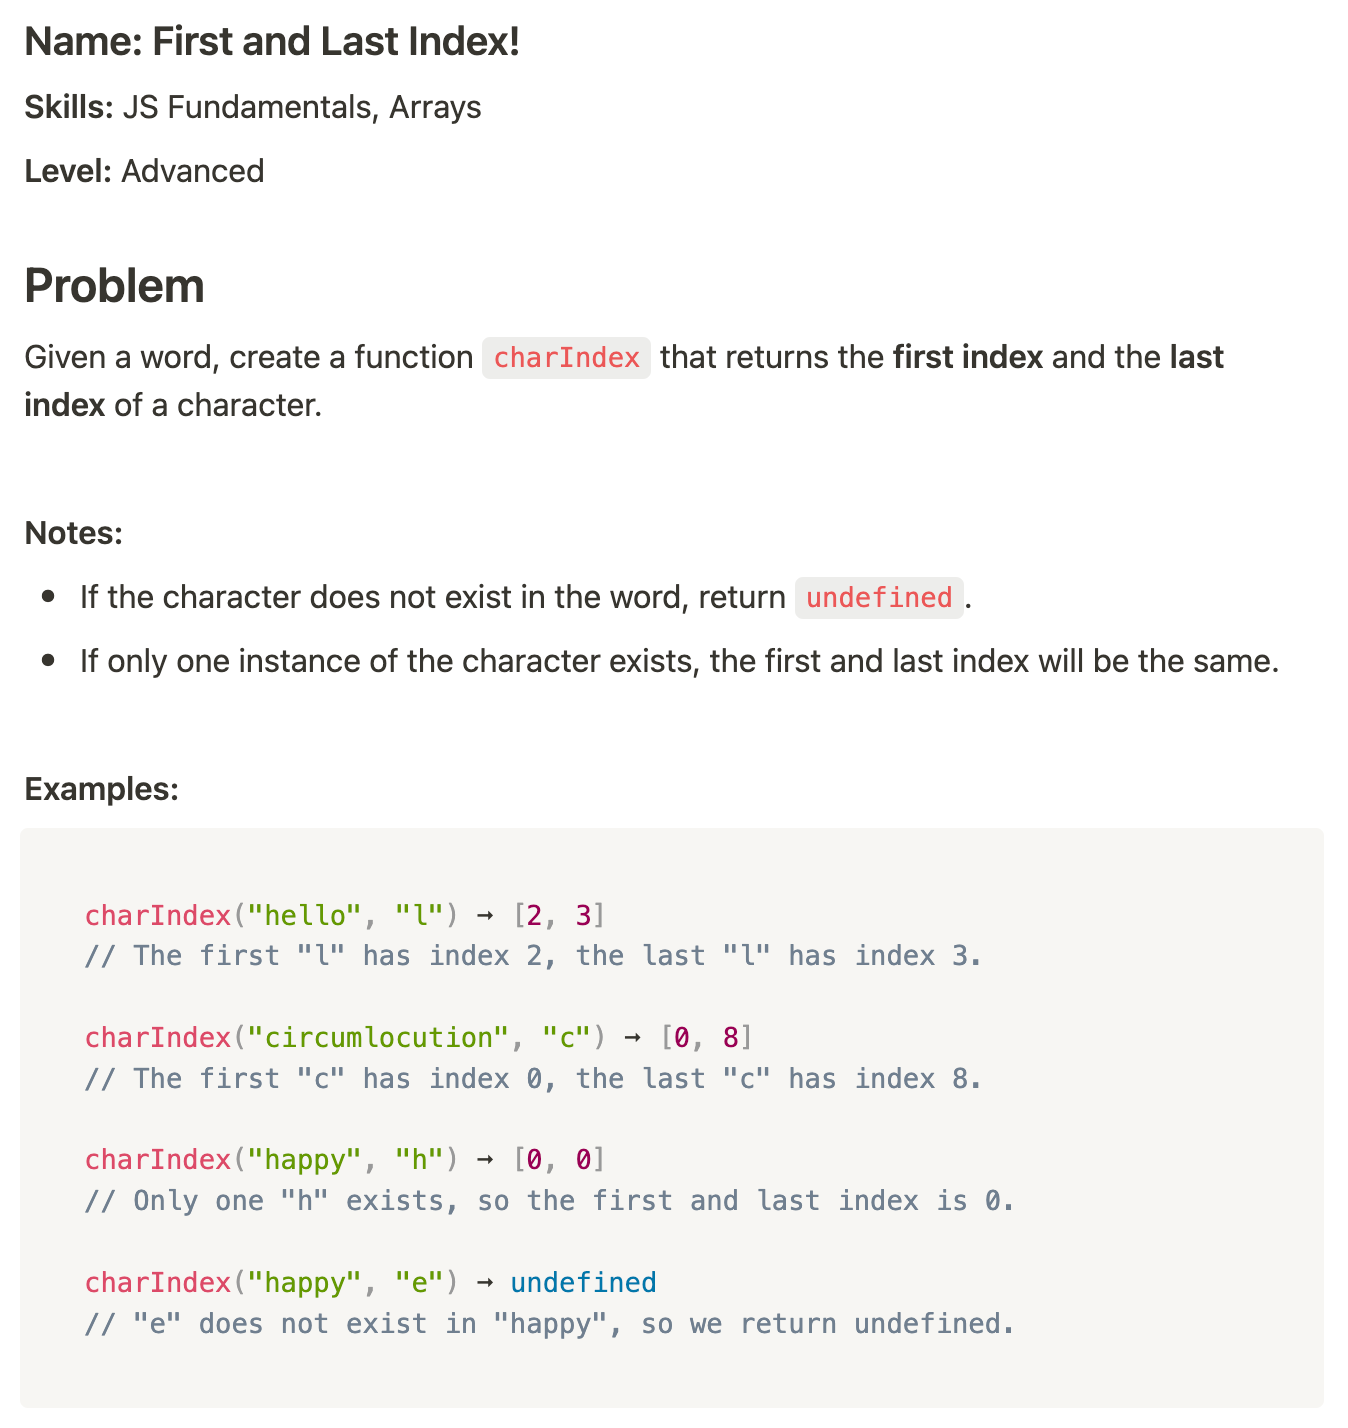 Name: First and Last Index!
Skills: JS Fundamentals, Arrays
Level: Advanced
Problem
Given a word, create a function charIndex that returns the first index and the last
index of a character.
Notes:
• If the character does not exist in the word, return undefined.
• If only one instance of the character exists, the first and last index will be the same.
Examples:
charIndex("hello", "l") → [2, 3]
// The first "l" has index 2, the last "l" has index 3.
charIndex("circumlocution", "c") → [0, 8]
// The first "c" has index 0, the last "c" has index 8.
charIndex("happy", "h") → [0, 0]
// Only one "h" exists, so the first and last index is 0.
charIndex("happy", "e") → undefined
// "e" does not exist in "happy", so we return undefined.